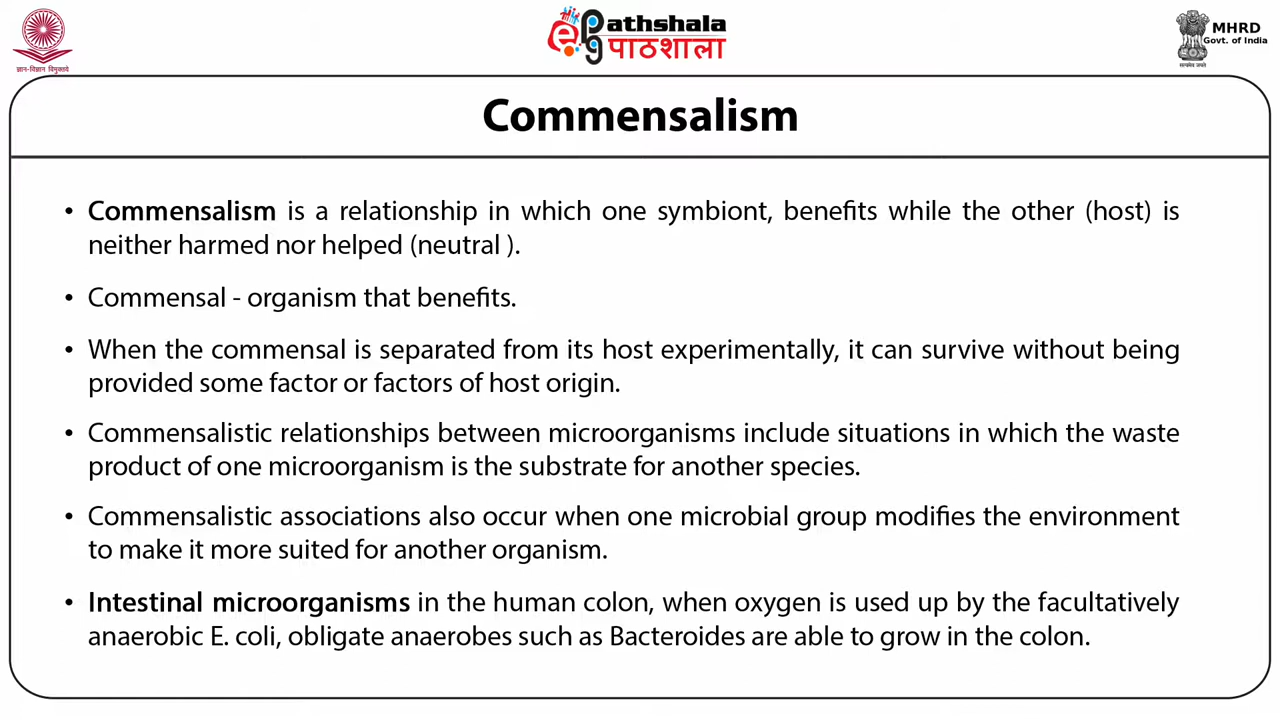 ज्ञान-विज्ञान विमुक्तये
ePathshala
पाठशाला
MHRD
Govt. of India
सत्यमेव जयते
Commensalism
• Commensalism is a relationship in which one symbiont, benefits while the other (host) is
neither harmed nor helped (neutral ).
• Commensal - organism that benefits.
• When the commensal is separated from its host experimentally, it can survive without being
provided some factor or factors of host origin.
• Commensalistic relationships between microorganisms include situations in which the waste
product of one microorganism is the substrate for another species.
• Commensalistic associations also occur when one microbial group modifies the environment
to make it more suited for another organism.
• Intestinal microorganisms in the human colon, when oxygen is used up by the facultatively
anaerobic E. coli, obligate anaerobes such as Bacteroides are able to grow in the colon.